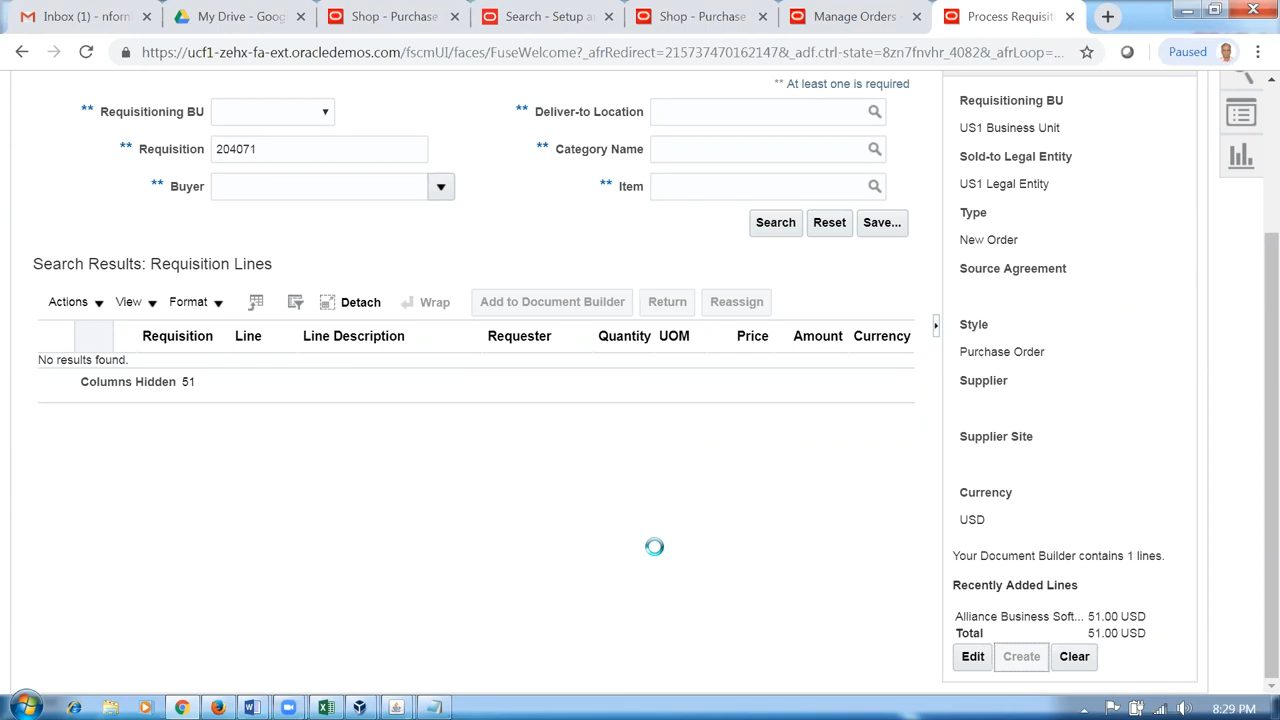 Inbox (1) - nforn
My Drive - Goog
Shop - Purchase
Search - Setup a
Shop - Purchase
Manage Orders -
Process Requisit
https://ucf1-zehx-fa-ext.oracledemos.com/fscmUI/faces/FuseWelcome?_afrRedirect=215737470162147&_adf.ctrl-state=8zn7fnvhr_4082&_afrLoop=...
Paused
** At least one is required
** Requisitioning BU
** Deliver-to Location
** Requisition 204071
** Category Name
** Buyer
** Item
Search Reset Save...
Search Results: Requisition Lines
Actions View Format Detach Wrap Add to Document Builder Return Reassign
Requisition Line Line Description Requester Quantity UOM Price Amount Currency
No results found.
Columns Hidden 51
Requisitioning BU
US1 Business Unit
Sold-to Legal Entity
US1 Legal Entity
Type
New Order
Source Agreement
Style
Purchase Order
Supplier
Supplier Site
Currency
USD
Your Document Builder contains 1 lines.
Recently Added Lines
Alliance Business Soft... 51.00 USD
Total 51.00 USD
Edit Create Clear
8:29 PM